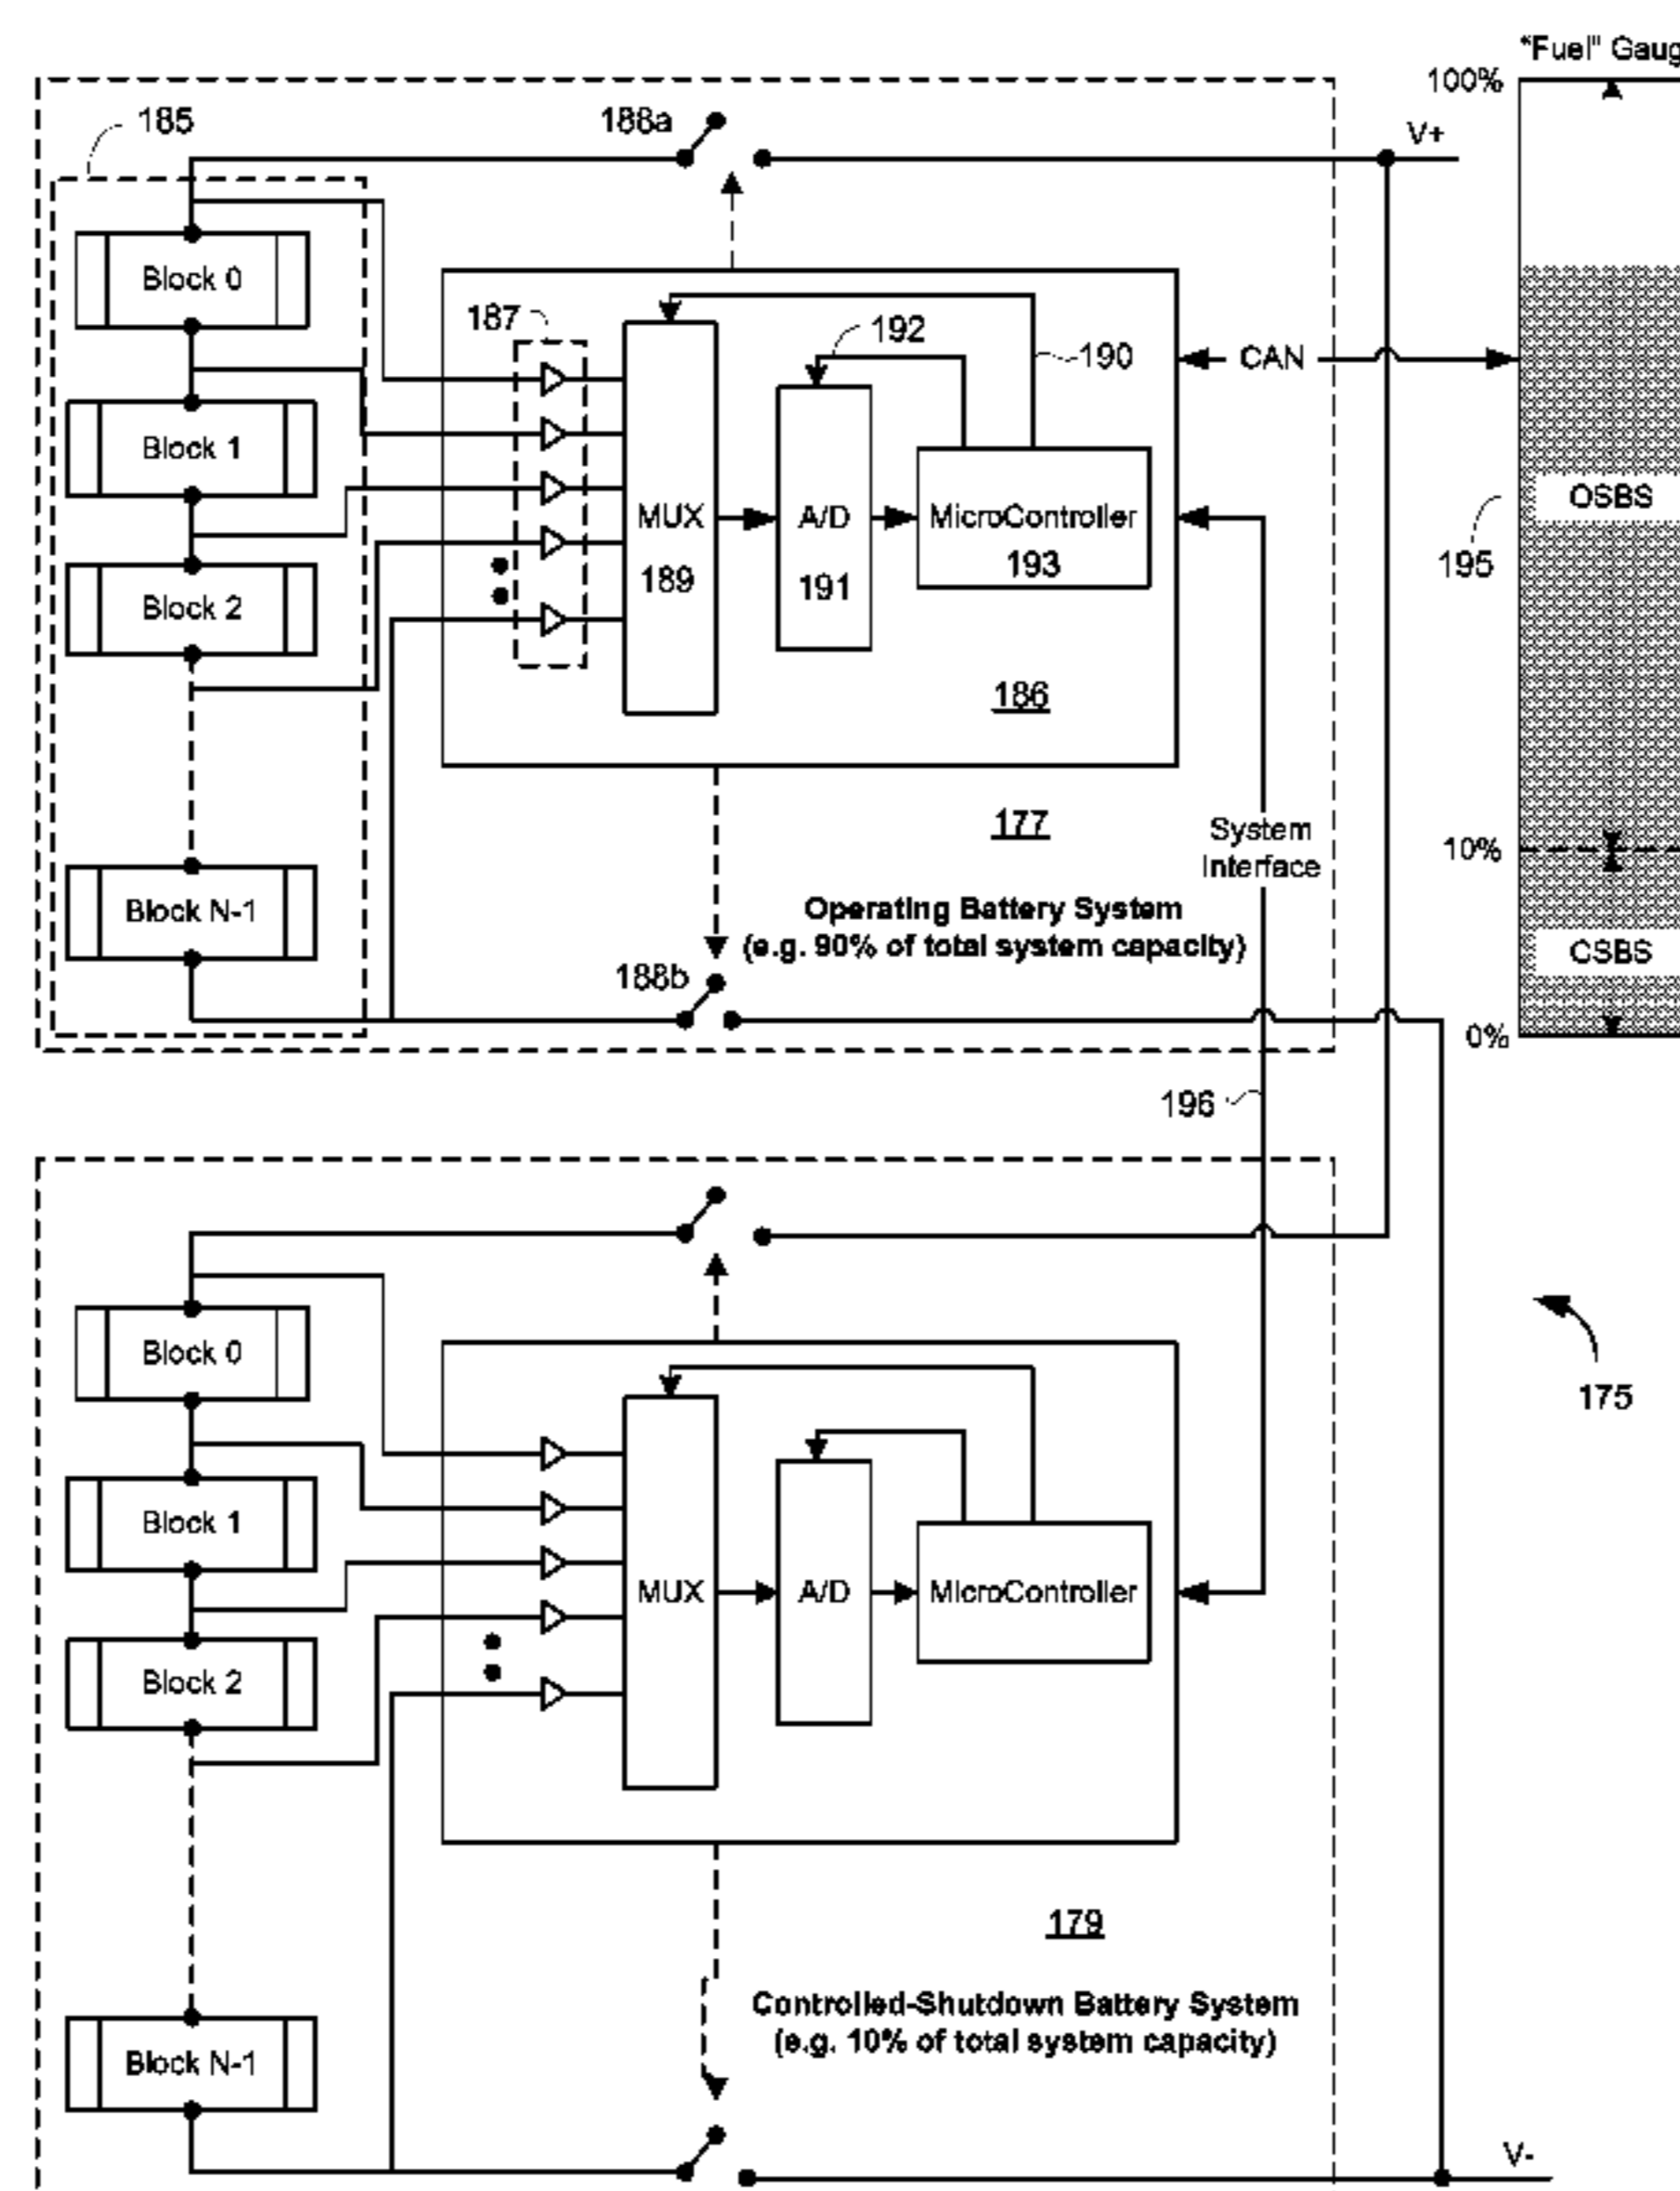 "Fuel" Gaug
100%
185
188a
V+
Block 0
187
192
190
CAN
Block 1
OSBS
MUX
A/D
MicroController
195
189
191
193
Block 2
186
177
System
Interface
10%
Block N-1
Operating Battery System
(e.g. 90% of total system capacity)
CSBS
188b
0%
196
Block 0
175
Block 1
MUX
A/D
MicroController
Block 2
179
Controlled-Shutdown Battery System
(e.g. 10% of total system capacity)
Block N-1
V-